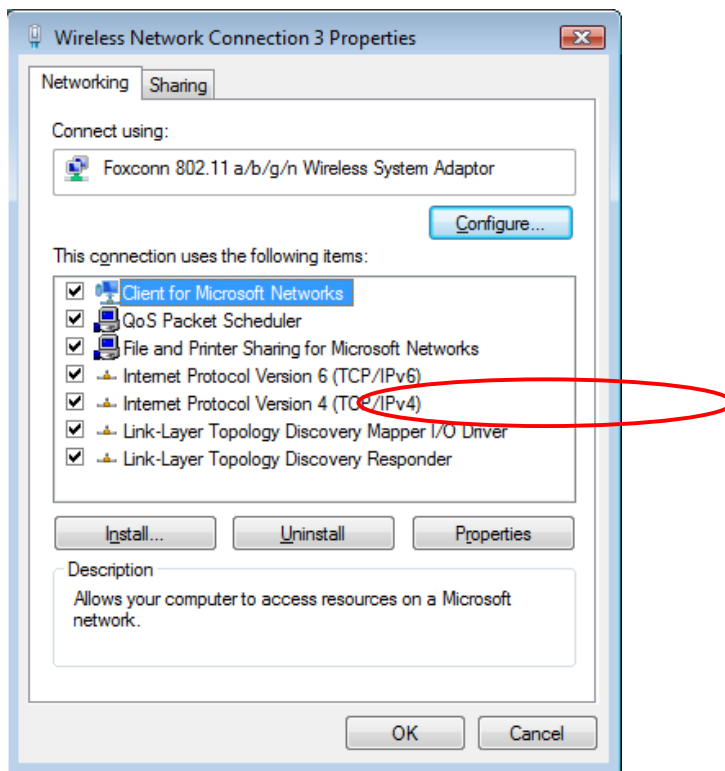 Wireless Network Connection 3 Properties
Networking Sharing
Connect using:
Foxconn 802.11 a/b/g/n Wireless System Adaptor
Configure...
This connection uses the following items:
Client for Microsoft Networks
QoS Packet Scheduler
File and Printer Sharing for Microsoft Networks
Internet Protocol Version 6 (TCP/IPv6)
Internet Protocol Version 4 (TCP/IPv4)
Link-Layer Topology Discovery Mapper I/O Driver
Link-Layer Topology Discovery Responder
Install... Uninstall Properties
Description
Allows your computer to access resources on a Microsoft
network.
OK Cancel